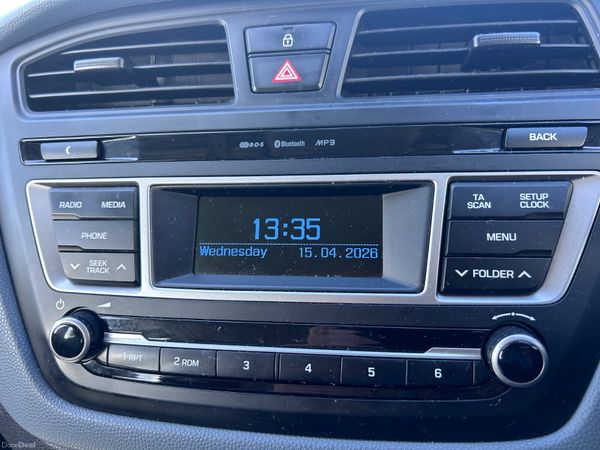 R·D·S Bluetooth MP3
BACK
RADIO MEDIA
PHONE
SEEK
TRACK
13:35
Wednesday 15.04.2026
TA
SCAN
SETUP
CLOCK
MENU
FOLDER
1 RPT
2 RDM
3
4
5
6
DoneDeal